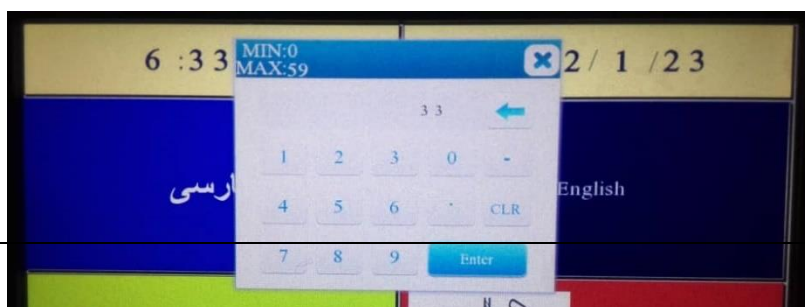 6 :33
MIN:0
MAX:59
2/ 1 /23
33
1 2 3 0 -
4 5 6 . CLR
7 8 9 Enter
English